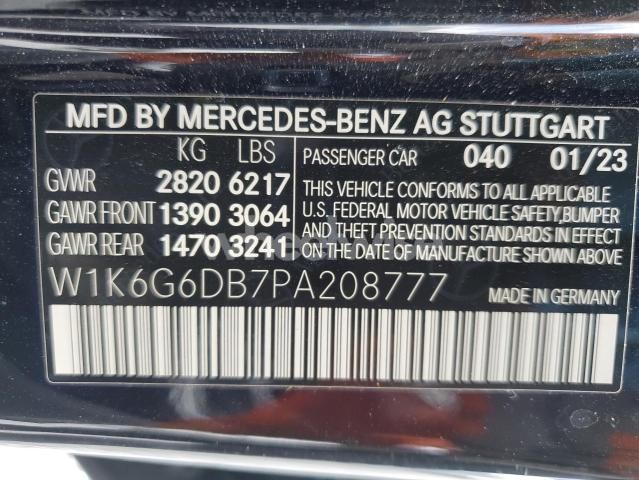 MFD BY MERCEDES-BENZ AG STUTTGART
KG LBS
GVWR 2820 6217
GAWR FRONT 1390 3064
GAWR REAR 1470 3241
PASSENGER CAR 040 01/23
THIS VEHICLE CONFORMS TO ALL APPLICABLE
U.S. FEDERAL MOTOR VEHICLE SAFETY,BUMPER
AND THEFT PREVENTION STANDARDS IN EFFECT
ON THE DATE OF MANUFACTURE SHOWN ABOVE
W1K6G6DB7PA208777
MADE IN GERMANY